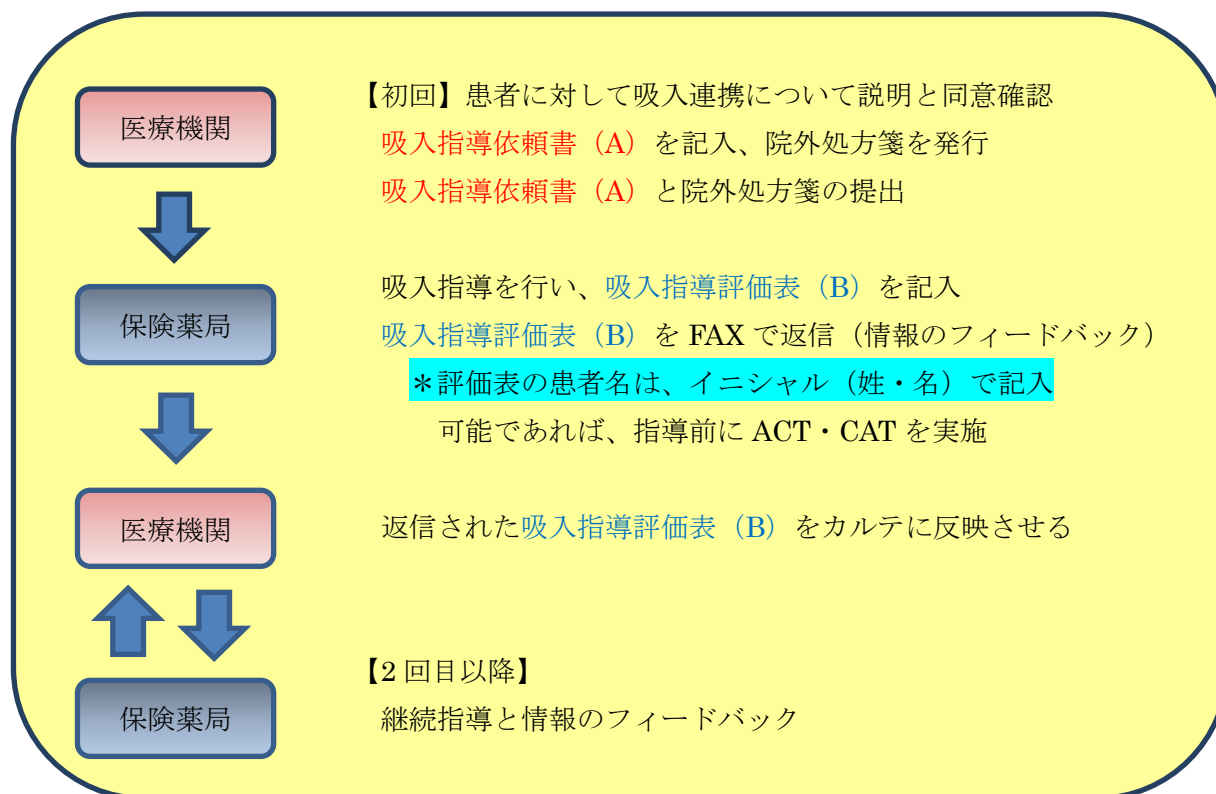 医療機関
【初回】患者に対して吸入連携について説明と同意確認
吸入指導依頼書（A）を記入、院外処方箋を発行
吸入指導依頼書（A）と院外処方箋の提出
保険薬局
吸入指導を行い、吸入指導評価表（B）を記入
吸入指導評価表（B）を FAX で返信（情報のフィードバック）
＊評価表の患者名は、イニシャル（姓・名）で記入
可能であれば、指導前に ACT・CAT を実施
医療機関
返信された吸入指導評価表（B）をカルテに反映させる
保険薬局
【2 回目以降】
継続指導と情報のフィードバック